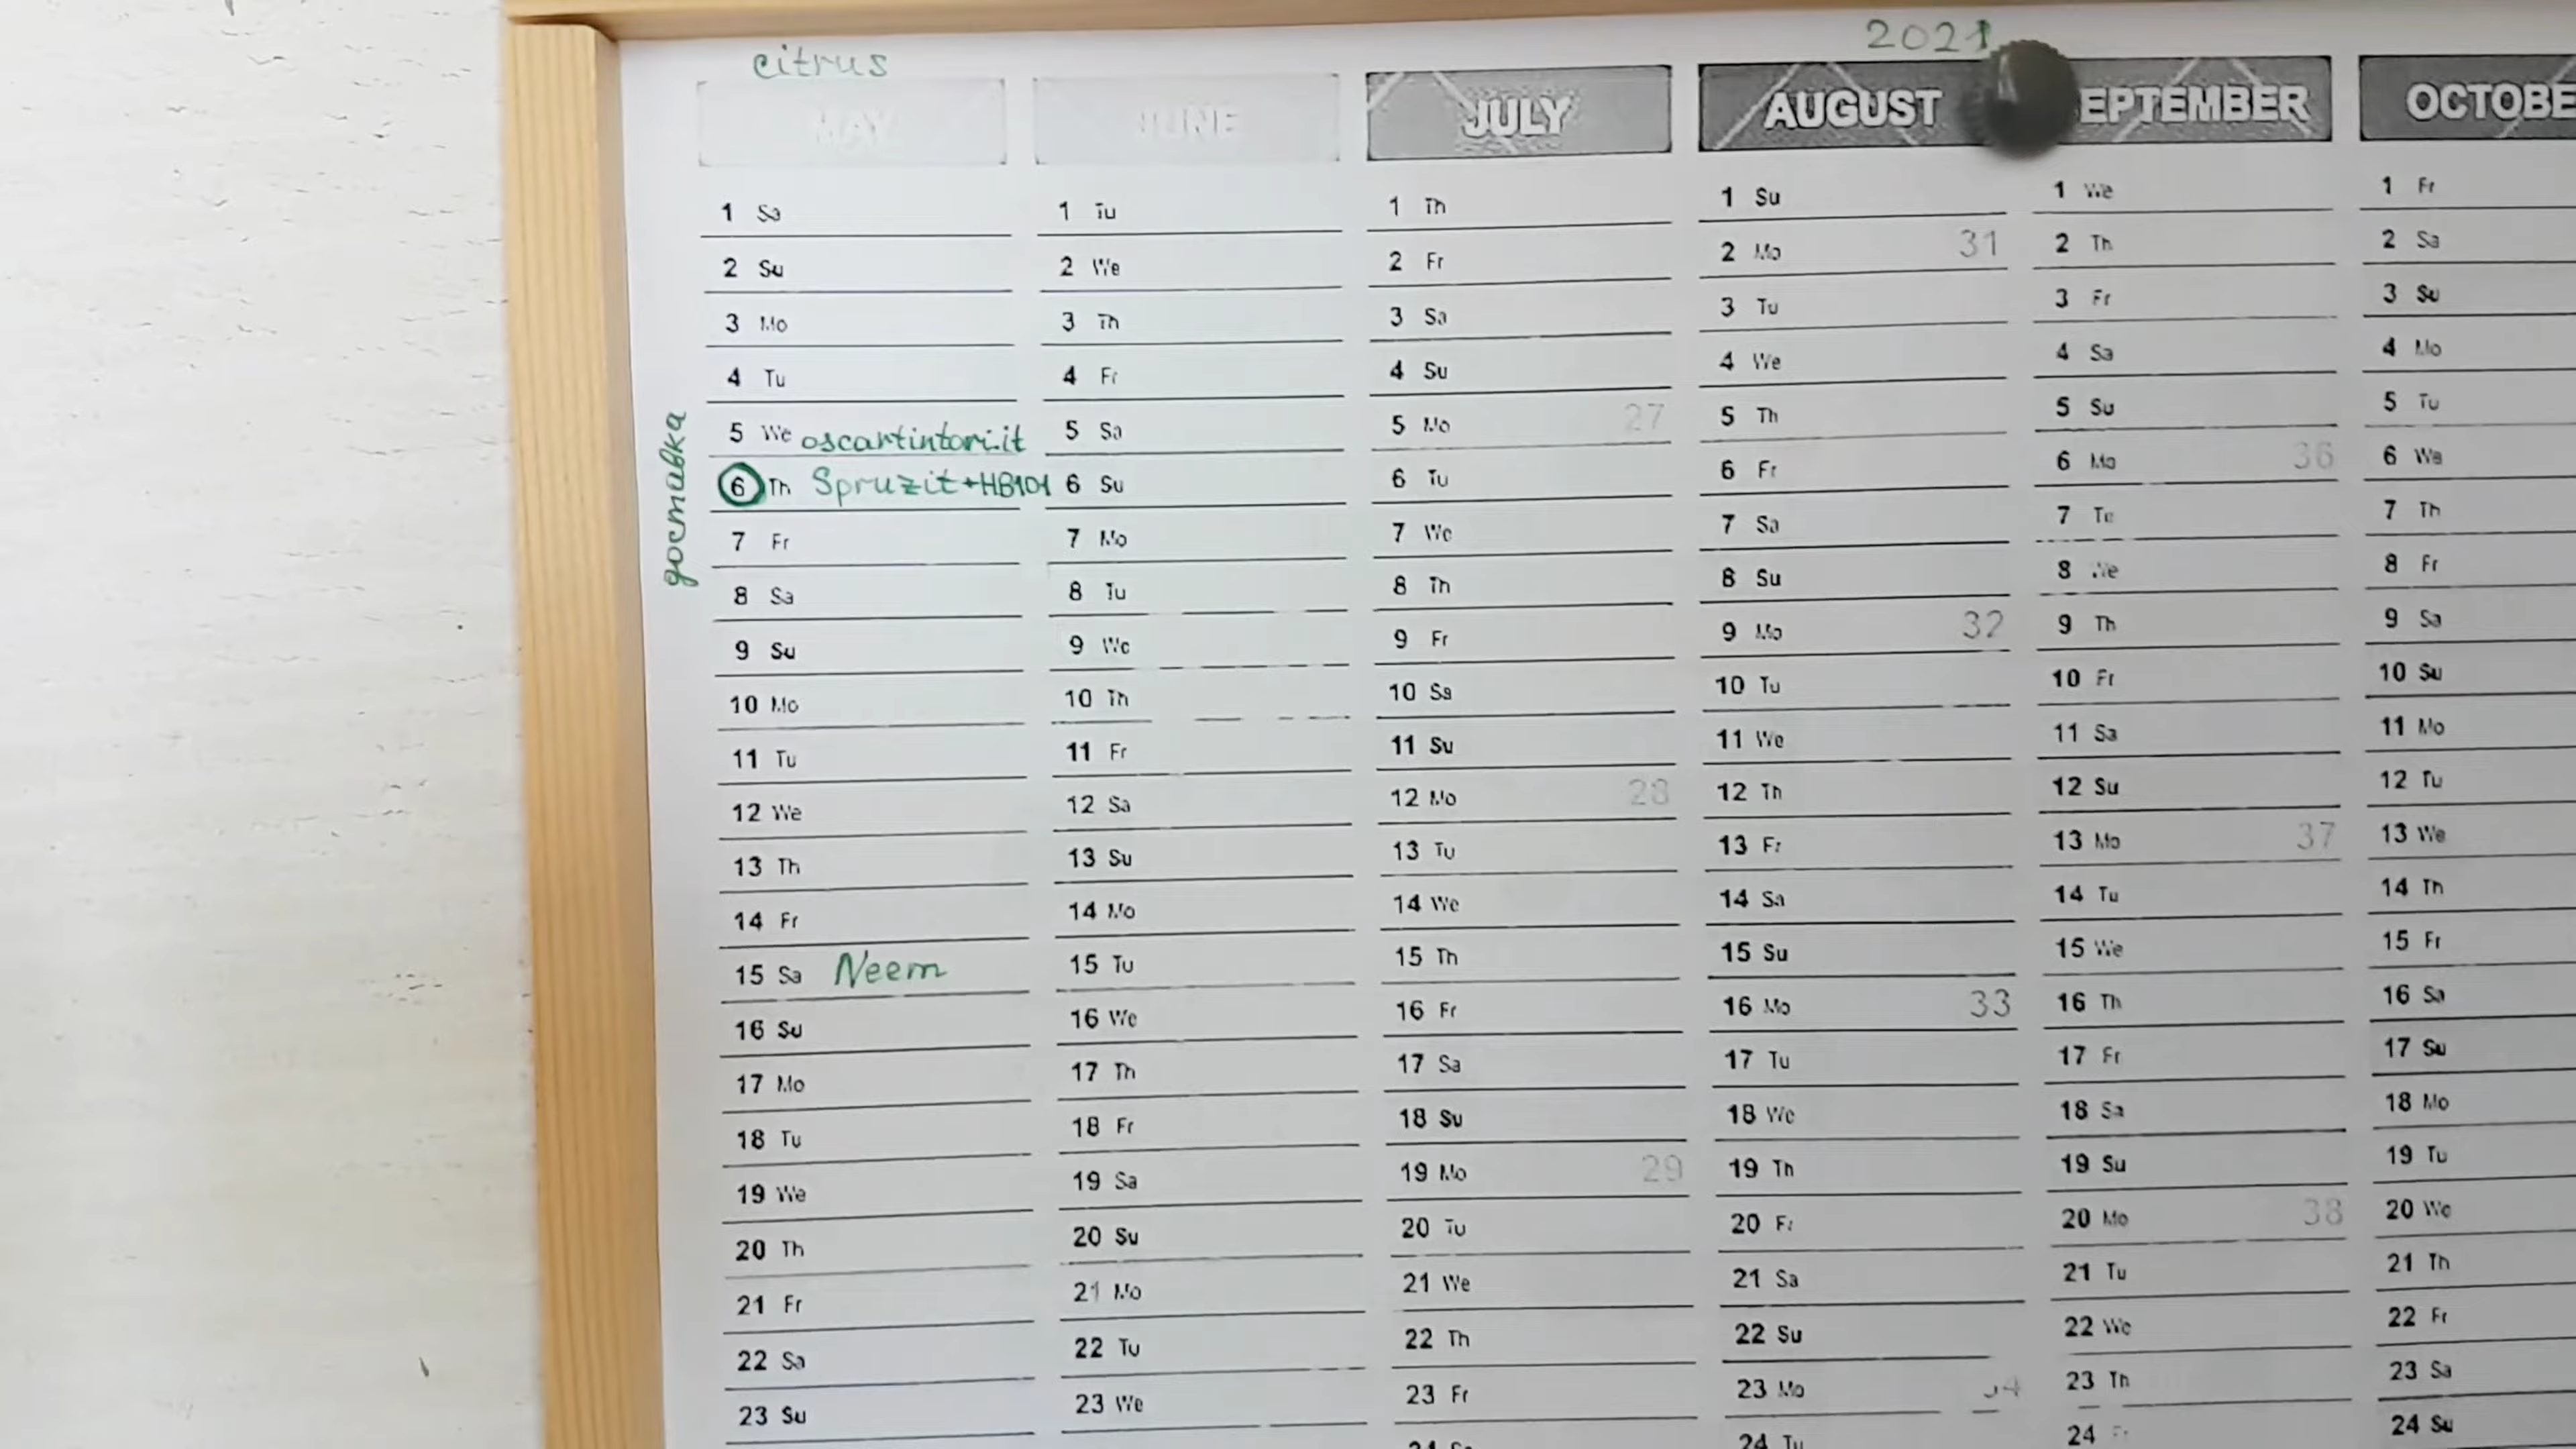 citrus
2021
MAY
JUNE
JULY
AUGUST
EPTEMBER
OCTOBE
доставка
1 Sa
2 Su
3 Mo
4 Tu
5 We oscartintori.it
6 Th Spruzit+HB101
7 Fr
8 Sa
9 Su
10 Mo
11 Tu
12 We
13 Th
14 Fr
15 Sa Neem
16 Su
17 Mo
18 Tu
19 We
20 Th
21 Fr
22 Sa
23 Su
1 Tu
2 We
3 Th
4 Fr
5 Sa
6 Su
7 Mo
8 Tu
9 We
10 Th
11 Fr
12 Sa
13 Su
14 Mo
15 Tu
16 We
17 Th
18 Fr
19 Sa
20 Su
21 Mo
22 Tu
23 We
1 Th
2 Fr
3 Sa
4 Su
5 Mo 27
6 Tu
7 We
8 Th
9 Fr
10 Sa
11 Su
12 Mo 28
13 Tu
14 We
15 Th
16 Fr
17 Sa
18 Su
19 Mo 29
20 Tu
21 We
22 Th
23 Fr
1 Su
2 Mo 31
3 Tu
4 We
5 Th
6 Fr
7 Sa
8 Su
9 Mo 32
10 Tu
11 We
12 Th
13 Fr
14 Sa
15 Su
16 Mo 33
17 Tu
18 We
19 Th
20 Fr
21 Sa
22 Su
23 Mo 34
24 Tu
1 We
2 Th
3 Fr
4 Sa
5 Su
6 Mo 36
7 Tu
8 We
9 Th
10 Fr
11 Sa
12 Su
13 Mo 37
14 Tu
15 We
16 Th
17 Fr
18 Sa
19 Su
20 Mo 38
21 Tu
22 We
23 Th
24
1 Fr
2 Sa
3 Su
4 Mo
5 Tu
6 We
7 Th
8 Fr
9 Sa
10 Su
11 Mo
12 Tu
13 We
14 Th
15 Fr
16 Sa
17 Su
18 Mo
19 Tu
20 We
21 Th
22 Fr
23 Sa
24 Su